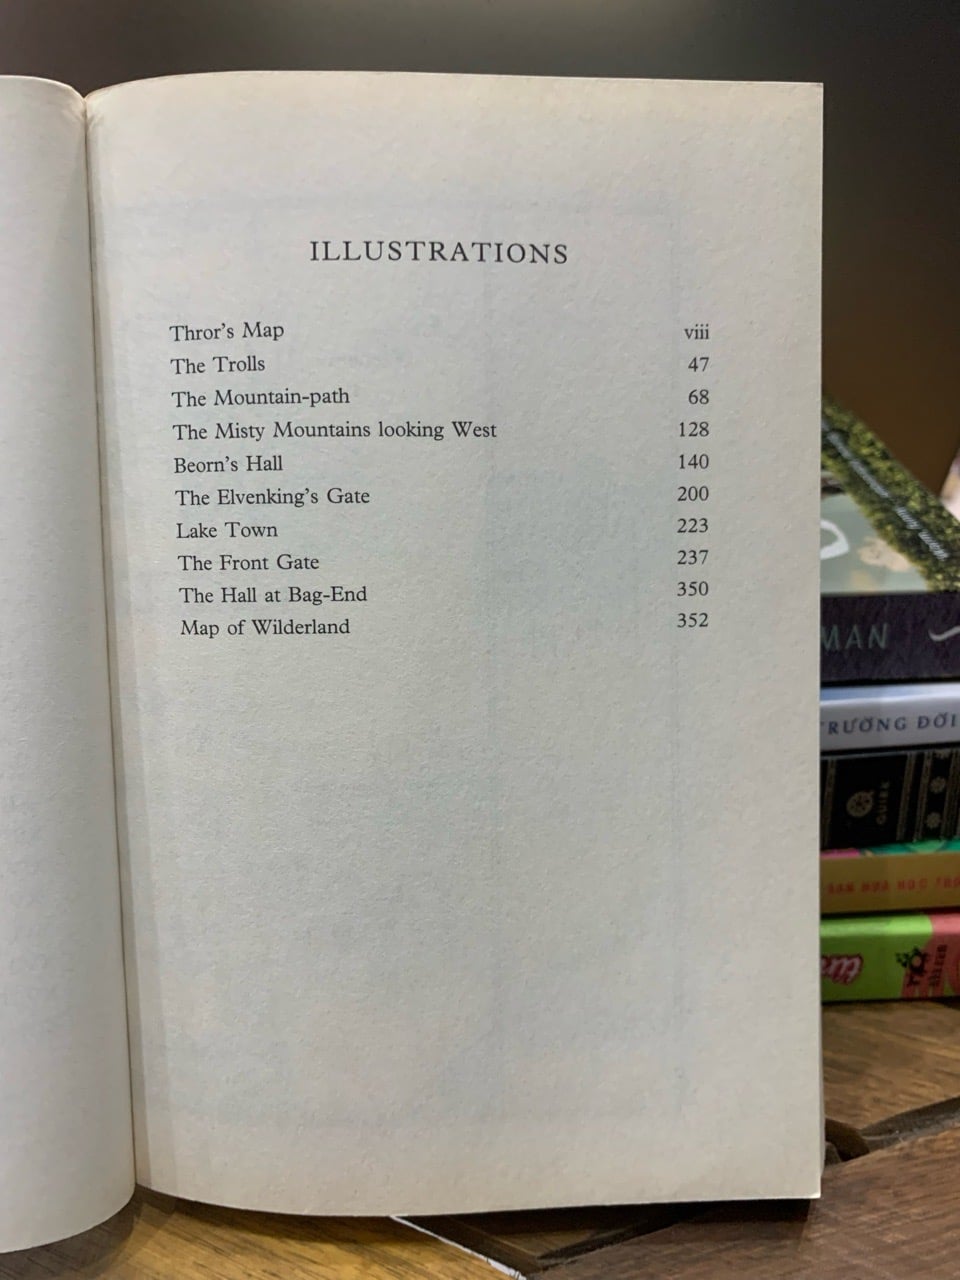 ILLUSTRATIONS
Thror's Map viii
The Trolls 47
The Mountain-path 68
The Misty Mountains looking West 128
Beorn's Hall 140
The Elvenking's Gate 200
Lake Town 223
The Front Gate 237
The Hall at Bag-End 350
Map of Wilderland 352
MAN
TRƯỜNG ĐỜI